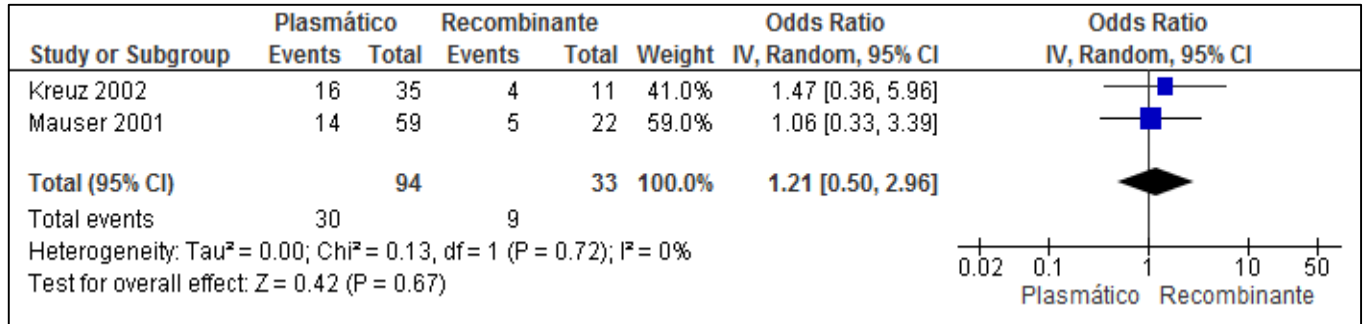 Plasmático Recombinante Odds Ratio Odds Ratio
Study or Subgroup Events Total Events Total Weight IV, Random, 95% CI IV, Random, 95% CI
Kreuz 2002 16 35 4 11 41.0% 1.47 [0.36, 5.96]
Mauser 2001 14 59 5 22 59.0% 1.06 [0.33, 3.39]
Total (95% CI) 94 33 100.0% 1.21 [0.50, 2.96]
Total events 30 9
Heterogeneity: Tau² = 0.00; Chi² = 0.13, df = 1 (P = 0.72); I² = 0%
Test for overall effect: Z = 0.42 (P = 0.67)
0.02 0.1 1 10 50
Plasmático Recombinante